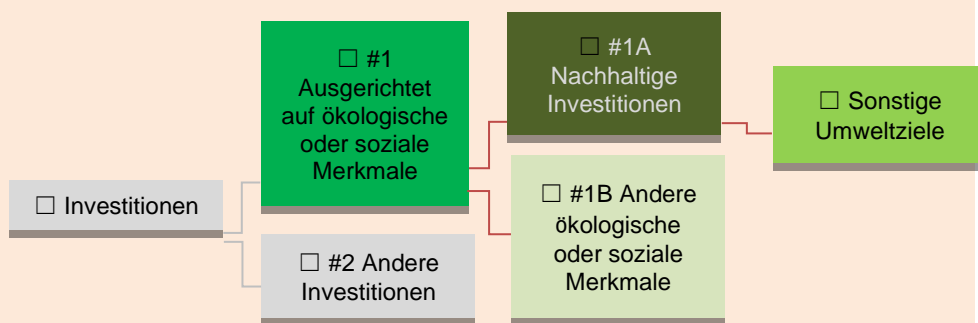 ☐ #1
Ausgerichtet
auf ökologische
oder soziale
Merkmale
☐ #1A
Nachhaltige
Investitionen
☐ Sonstige
Umweltziele
☐ Investitionen
☐ #1B Andere
ökologische
oder soziale
Merkmale
☐ #2 Andere
Investitionen